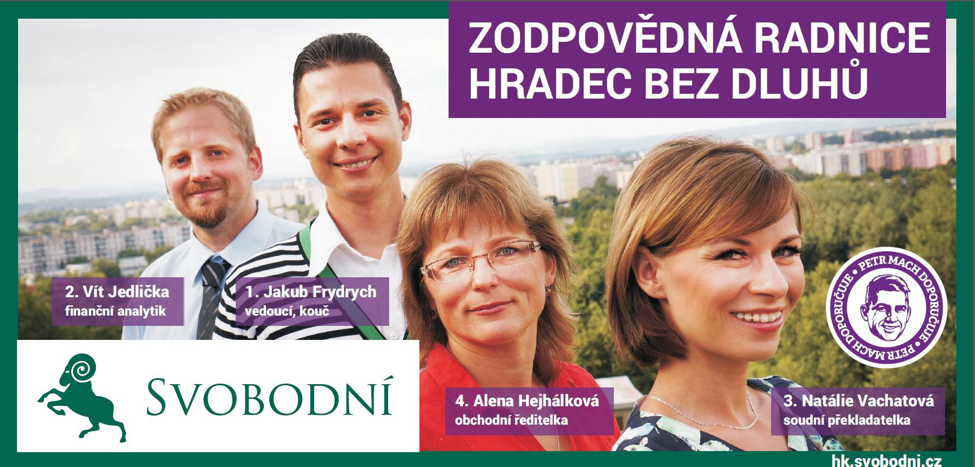 ZODPOVĚDNÁ RADNICE
HRADEC BEZ DLUHŮ
2. Vít Jedlička
finanční analytik
1. Jakub Frydrych
vedoucí, kouč
PETR MACH DOPORUČUJE • PETR MACH DOPORUČUJE •
4. Alena Hejhálková
obchodní ředitelka
3. Natálie Vachatová
soudní překladatelka
SVOBODNÍ
hk.svobodni.cz